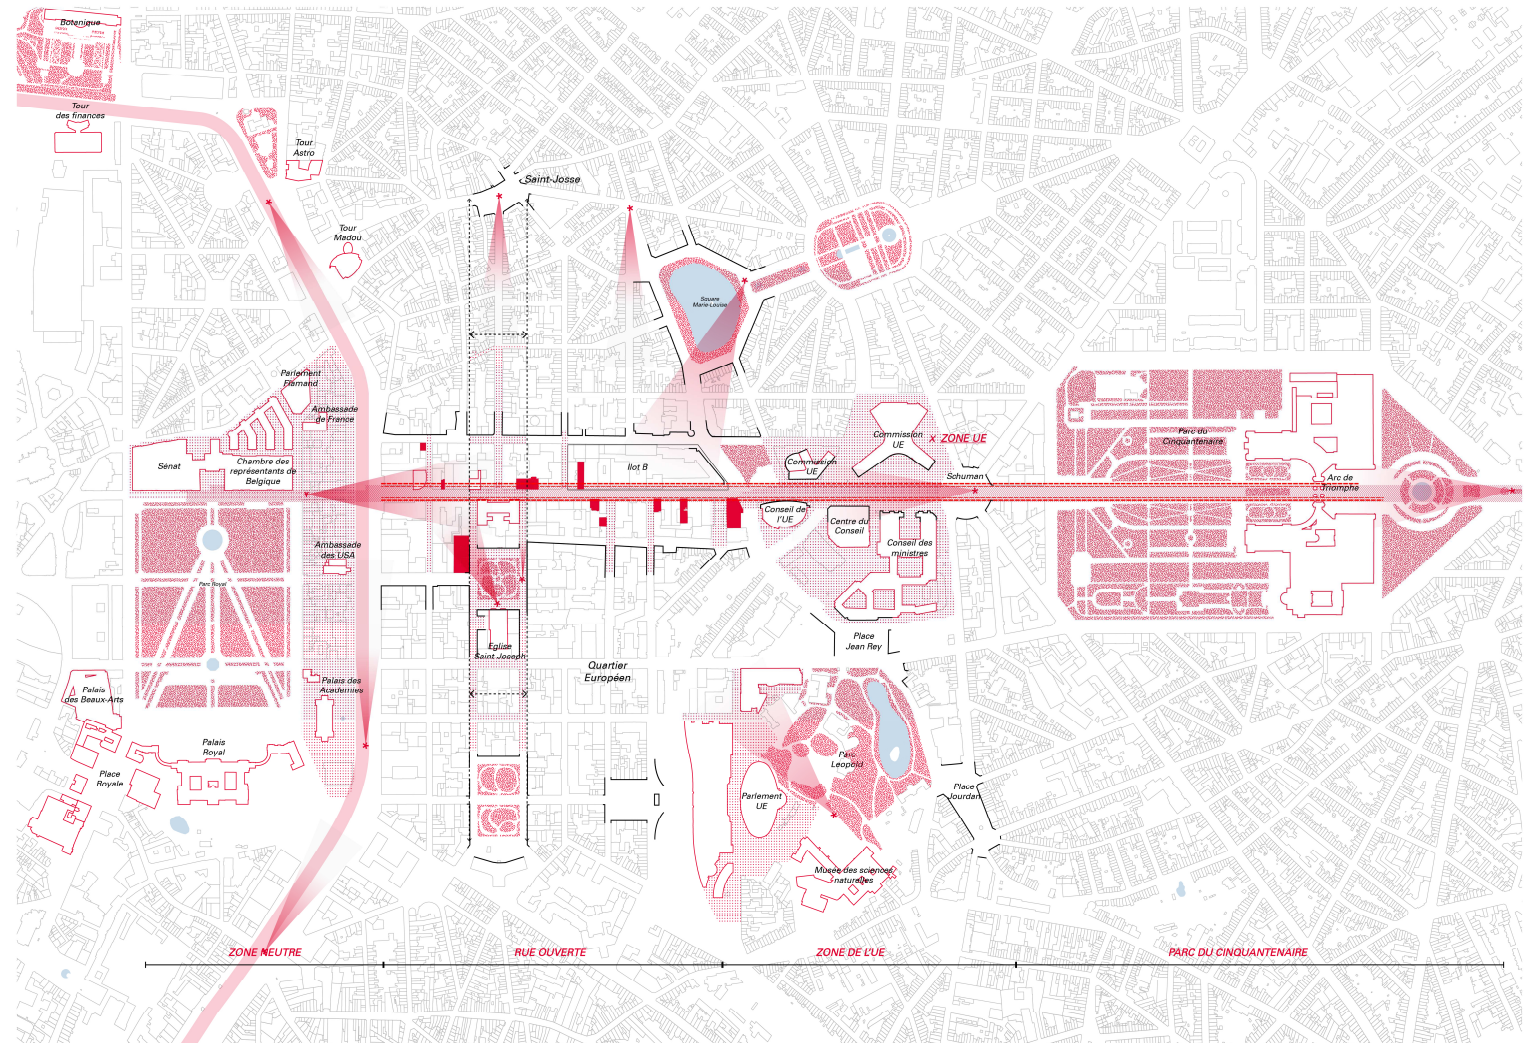 Botanique
Tour
des finances
Tour
Astro
Saint-Josse
Tour
Madou
Square
Marie-Louise
Parlement
Flamand
Ambassade
de France
Sénat
Chambre des
représentants de
Belgique
Ilot B
Commission
UE
Commission
UE
x ZONE UE
Schuman
Parc du
Cinquantenaire
Arc de
Triomphe
Conseil de
l'UE
Centre du
Conseil
Conseil des
ministres
Ambassade
des USA
Parc Royal
Eglise
Saint Joseph
Quartier
Européen
Place
Jean Rey
Palais
des Beaux-Arts
Palais des
Académies
Palais
Royal
Place
Royale
Parc
Leopold
Parlement
UE
Place
Jourdan
Musée des sciences
naturelles
ZONE NEUTRE
RUE OUVERTE
ZONE DE L'UE
PARC DU CINQUANTENAIRE